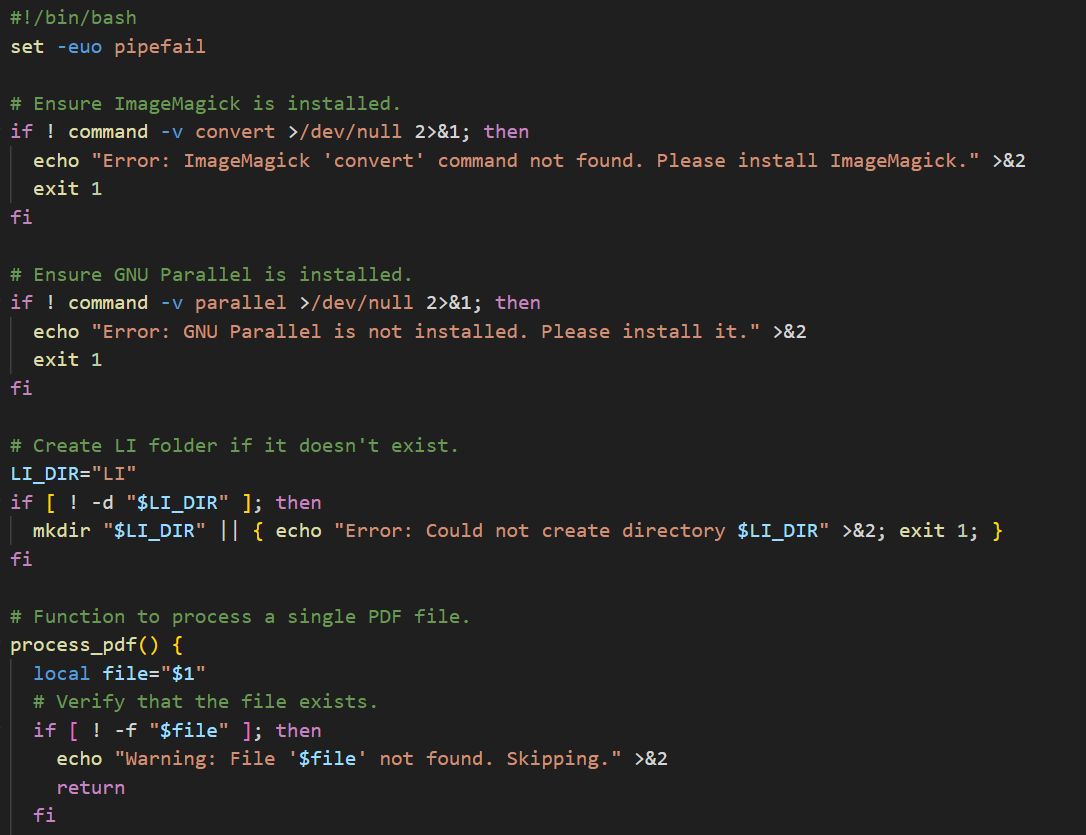 #!/bin/bash
set -euo pipefail

# Ensure ImageMagick is installed.
if ! command -v convert >/dev/null 2>&1; then
  echo "Error: ImageMagick 'convert' command not found. Please install ImageMagick." >&2
  exit 1
fi

# Ensure GNU Parallel is installed.
if ! command -v parallel >/dev/null 2>&1; then
  echo "Error: GNU Parallel is not installed. Please install it." >&2
  exit 1
fi

# Create LI folder if it doesn't exist.
LI_DIR="LI"
if [ ! -d "$LI_DIR" ]; then
  mkdir "$LI_DIR" || { echo "Error: Could not create directory $LI_DIR" >&2; exit 1; }
fi

# Function to process a single PDF file.
process_pdf() {
  local file="$1"
  # Verify that the file exists.
  if [ ! -f "$file" ]; then
    echo "Warning: File '$file' not found. Skipping." >&2
    return
  fi